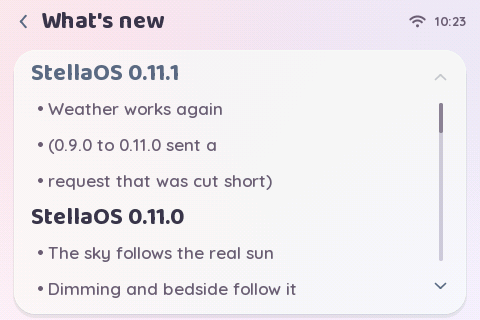 What's new
10:23
StellaOS 0.11.1
• Weather works again
• (0.9.0 to 0.11.0 sent a
• request that was cut short)
StellaOS 0.11.0
• The sky follows the real sun
• Dimming and bedside follow it